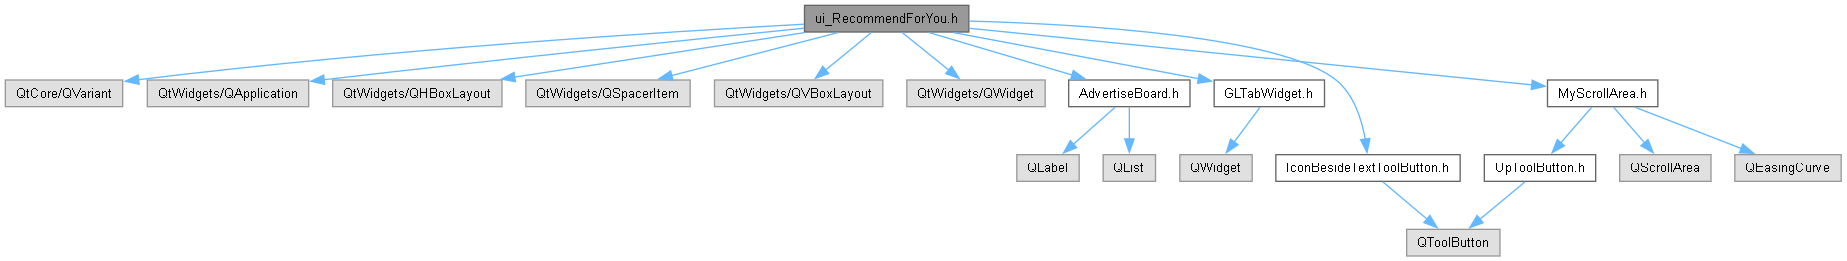 ui_RecommendForYou.h
QtCore/QVariant
QtWidgets/QApplication
QtWidgets/QHBoxLayout
QtWidgets/QSpacerItem
QtWidgets/QVBoxLayout
QtWidgets/QWidget
AdvertiseBoard.h
GLTabWidget.h
MyScrollArea.h
QLabel
QList
QWidget
IconBesideTextToolButton.h
UpToolButton.h
QScrollArea
QEasingCurve
QToolButton